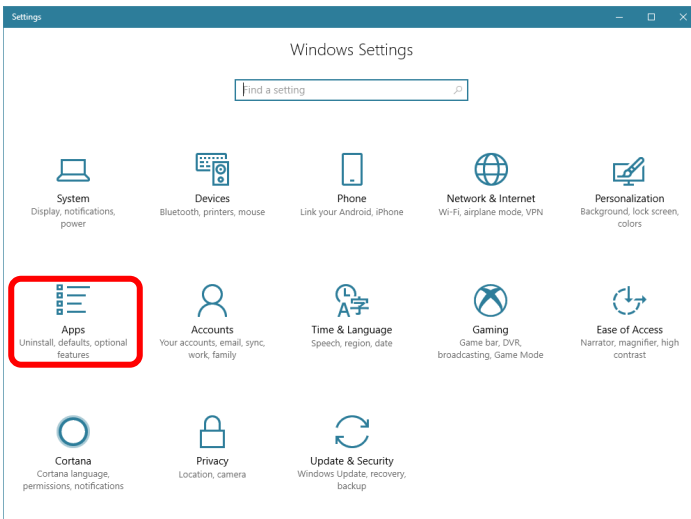 Settings
Windows Settings
Find a setting
System
Display, notifications,
power
Devices
Bluetooth, printers, mouse
Phone
Link your Android, iPhone
Network & Internet
Wi-Fi, airplane mode, VPN
Personalization
Background, lock screen,
colors
Apps
Uninstall, defaults, optional
features
Accounts
Your accounts, email, sync,
work, family
Time & Language
Speech, region, date
Gaming
Game bar, DVR,
broadcasting, Game Mode
Ease of Access
Narrator, magnifier, high
contrast
Cortana
Cortana language,
permissions, notifications
Privacy
Location, camera
Update & Security
Windows Update, recovery,
backup